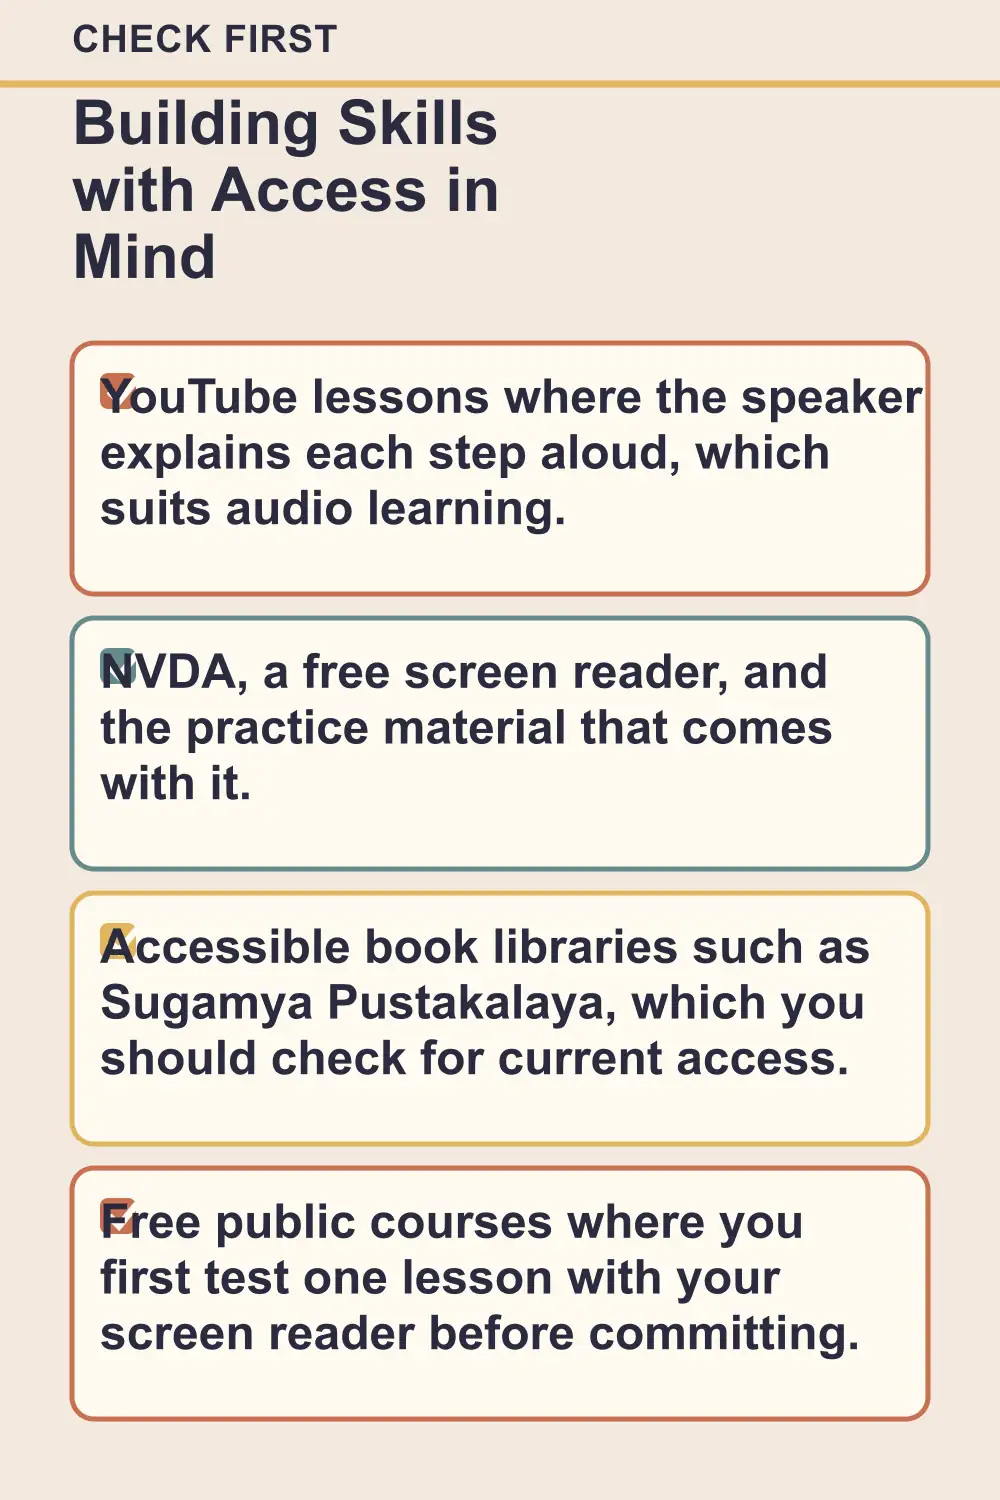 CHECK FIRST
Building Skills
with Access in
Mind
YouTube lessons where the speaker
explains each step aloud, which
suits audio learning.
NVDA, a free screen reader, and
the practice material that comes
with it.
Accessible book libraries such as
Sugamya Pustakalaya, which you
should check for current access.
Free public courses where you
first test one lesson with your
screen reader before committing.